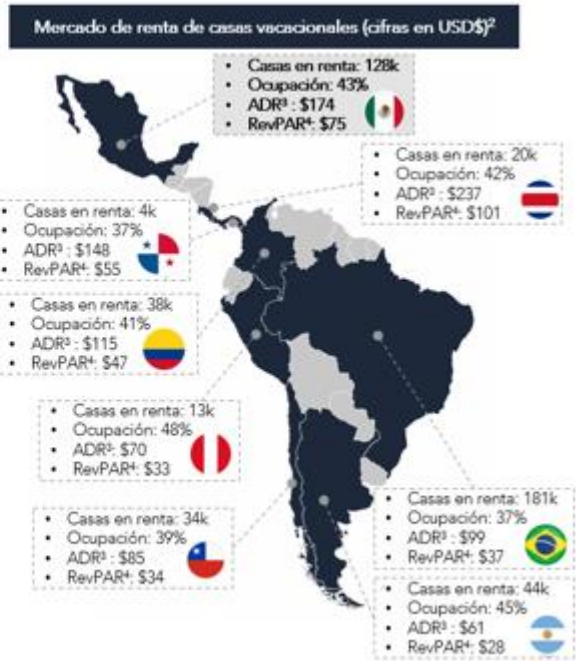 Mercado de renta de casas vacacionales (cifras en USD$)²
• Casas en renta: 128k
• Ocupación: 43%
• ADR³ : $174
• RevPAR⁴: $75
• Casas en renta: 20k
• Ocupación: 42%
• ADR³ : $237
• RevPAR⁴: $101
• Casas en renta: 4k
• Ocupación: 37%
• ADR³ : $148
• RevPAR⁴: $55
• Casas en renta: 38k
• Ocupación: 41%
• ADR³ : $115
• RevPAR⁴: $47
• Casas en renta: 13k
• Ocupación: 48%
• ADR³: $70
• RevPAR⁴: $33
• Casas en renta: 34k
• Ocupación: 39%
• ADR³ : $85
• RevPAR⁴: $34
• Casas en renta: 181k
• Ocupación: 37%
• ADR³ : $99
• RevPAR⁴: $37
• Casas en renta: 44k
• Ocupación: 45%
• ADR³ : $61
• RevPAR⁴: $28